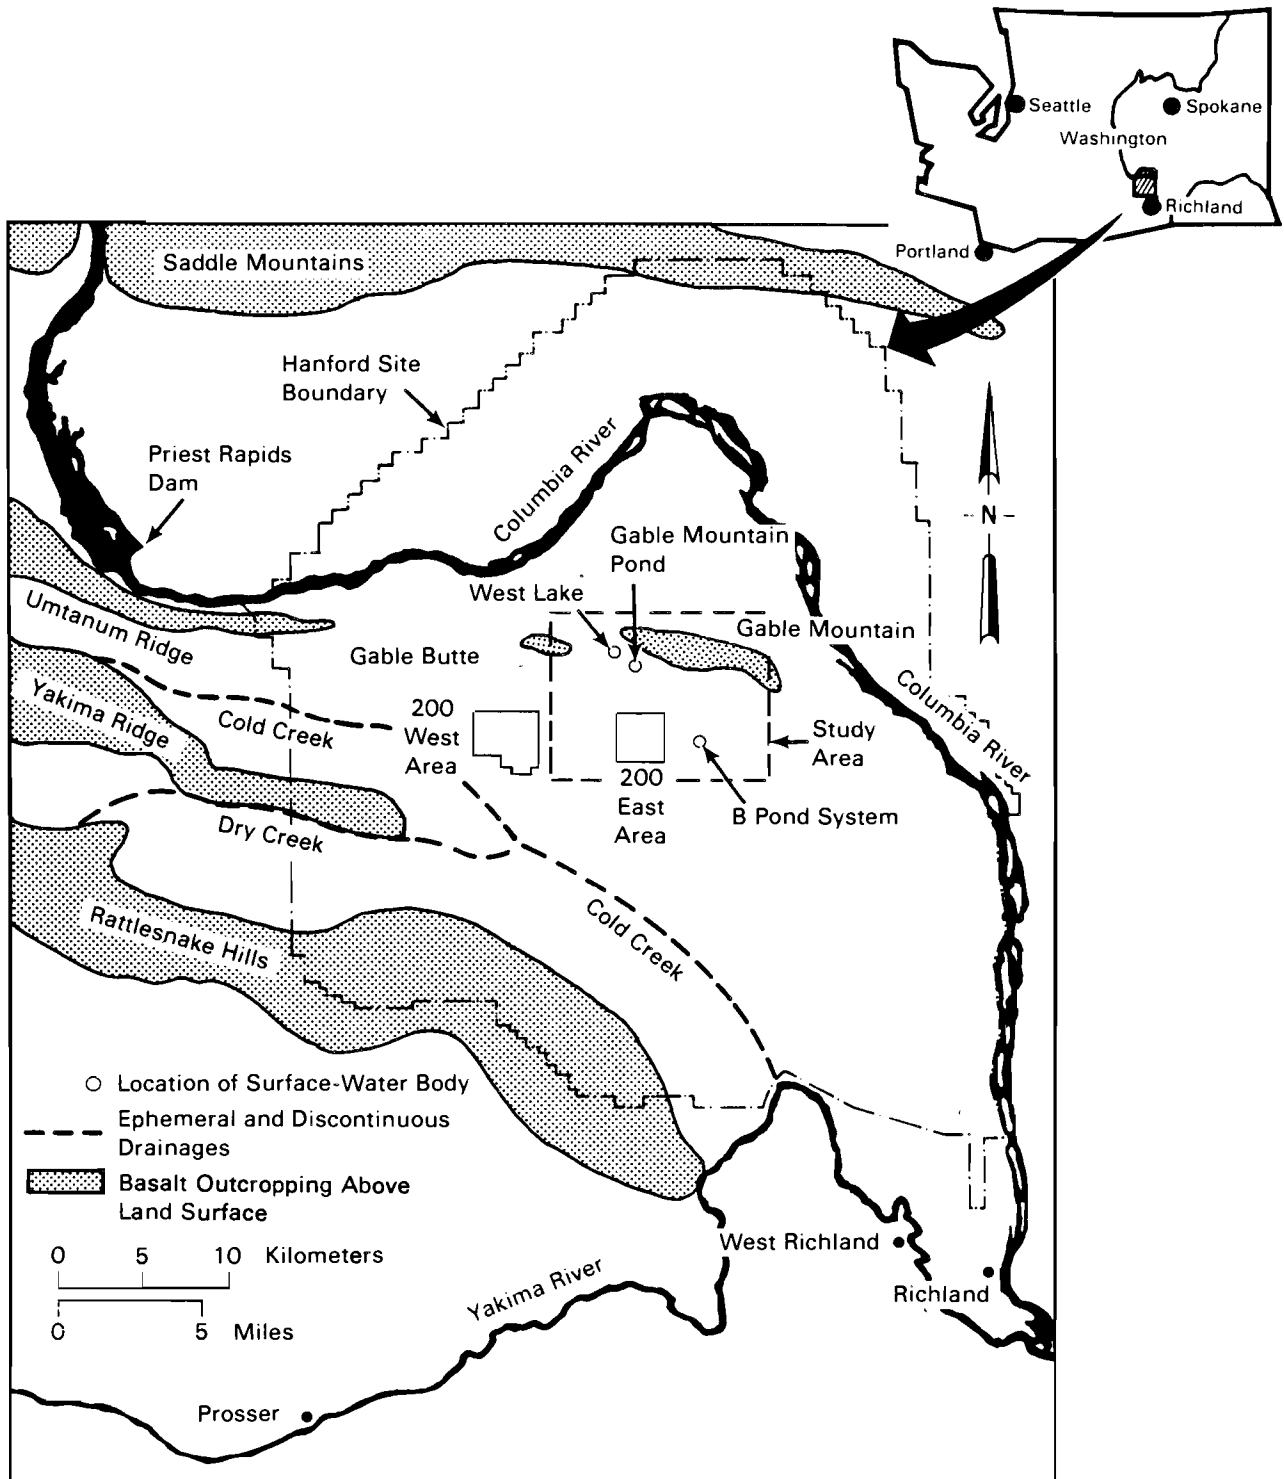 Seattle
Spokane
Washington
Richland
Portland
Saddle Mountains
Hanford Site
Boundary
Priest Rapids
Dam
Columbia River
Gable Mountain
Pond
West Lake
N
Umtanum Ridge
Gable Butte
Gable Mountain
Columbia River
Yakima Ridge
Cold Creek
200
West
Area
Study
Area
200
East
Area
B Pond System
Dry Creek
Rattlesnake Hills
Cold Creek
Location of Surface-Water Body
Ephemeral and Discontinuous
Drainages
Basalt Outcropping Above
Land Surface
0 5 10 Kilometers
0 5 Miles
West Richland
Richland
Yakima River
Prosser